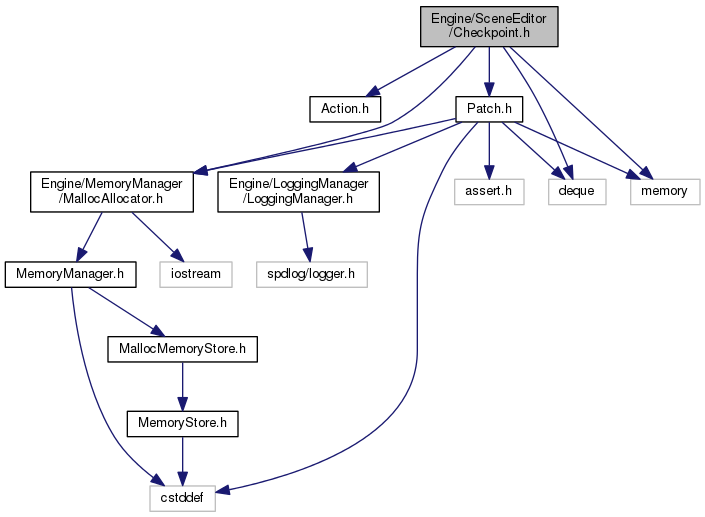 Engine/SceneEditor
/Checkpoint.h
Action.h
Patch.h
Engine/MemoryManager
/MallocAllocator.h
Engine/LoggingManager
/LoggingManager.h
assert.h
deque
memory
MemoryManager.h
iostream
spdlog/logger.h
MallocMemoryStore.h
MemoryStore.h
cstddef